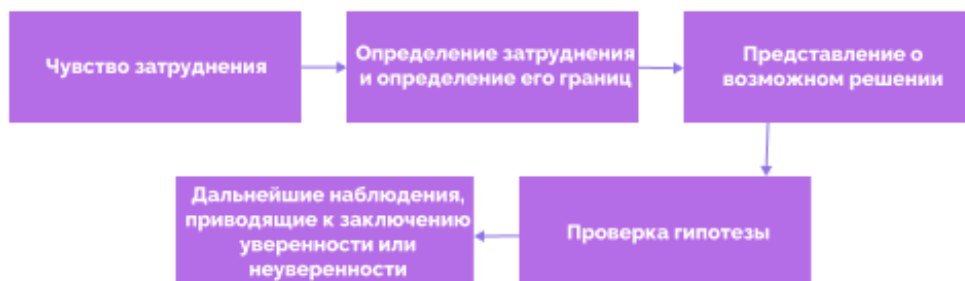 Чувство затруднения
Определение затруднения
и определение его границ
Представление о
возможном решении
Проверка гипотезы
Дальнейшие наблюдения,
приводящие к заключению
уверенности или
неуверенности